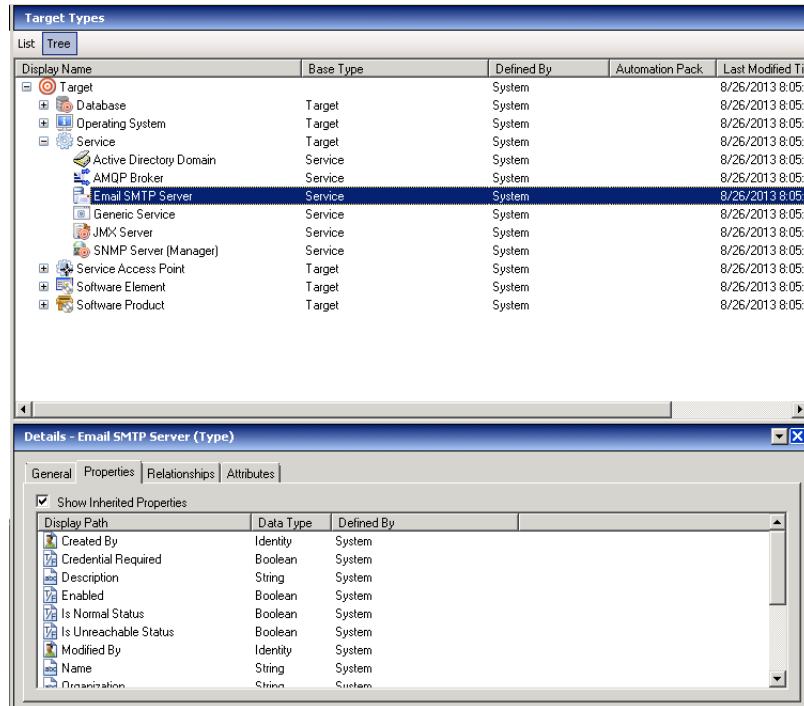 Target Types
List Tree
Display Name Base Type Defined By Automation Pack Last Modified Ti
Target System 8/26/2013 8:05:
Database Target System 8/26/2013 8:05:
Operating System Target System 8/26/2013 8:05:
Service Target System 8/26/2013 8:05:
Active Directory Domain Service System 8/26/2013 8:05:
AMQP Broker Service System 8/26/2013 8:05:
Email SMTP Server Service System 8/26/2013 8:05:
Generic Service Service System 8/26/2013 8:05:
JMX Server Service System 8/26/2013 8:05:
SNMP Server (Manager) Service System 8/26/2013 8:05:
Service Access Point Target System 8/26/2013 8:05:
Software Element Target System 8/26/2013 8:05:
Software Product Target System 8/26/2013 8:05:
Details - Email SMTP Server (Type)
General Properties Relationships Attributes
Show Inherited Properties
Display Path Data Type Defined By
Created By Identity System
Credential Required Boolean System
Description String System
Enabled Boolean System
Is Normal Status Boolean System
Is Unreachable Status Boolean System
Modified By Identity System
Name String System
Organization String System